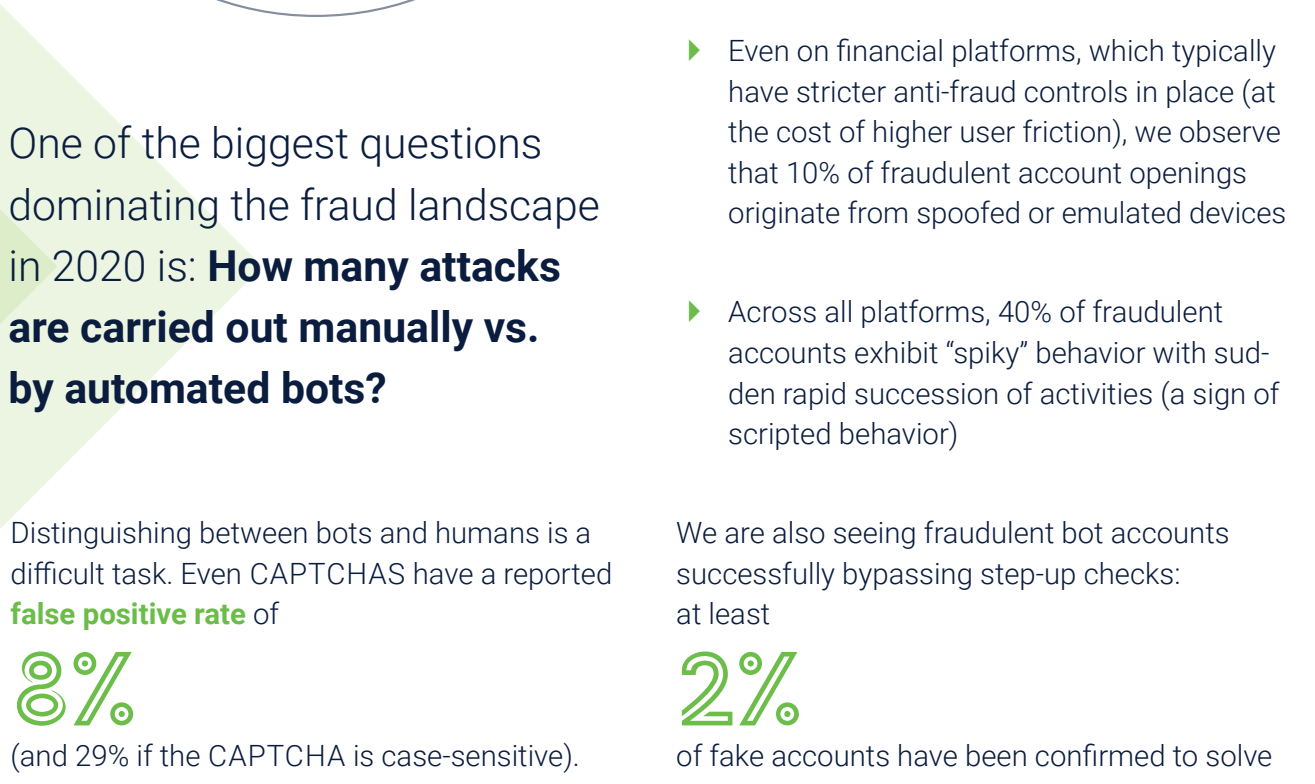 One of the biggest questions
dominating the fraud landscape
in 2020 is: How many attacks
are carried out manually vs.
by automated bots?
Distinguishing between bots and humans is a
difficult task. Even CAPTCHAS have a reported
false positive rate of
8%
(and 29% if the CAPTCHA is case-sensitive).
Even on financial platforms, which typically
have stricter anti-fraud controls in place (at
the cost of higher user friction), we observe
that 10% of fraudulent account openings
originate from spoofed or emulated devices
Across all platforms, 40% of fraudulent
accounts exhibit “spiky” behavior with sud-
den rapid succession of activities (a sign of
scripted behavior)
We are also seeing fraudulent bot accounts
successfully bypassing step-up checks:
at least
2%
of fake accounts have been confirmed to solve